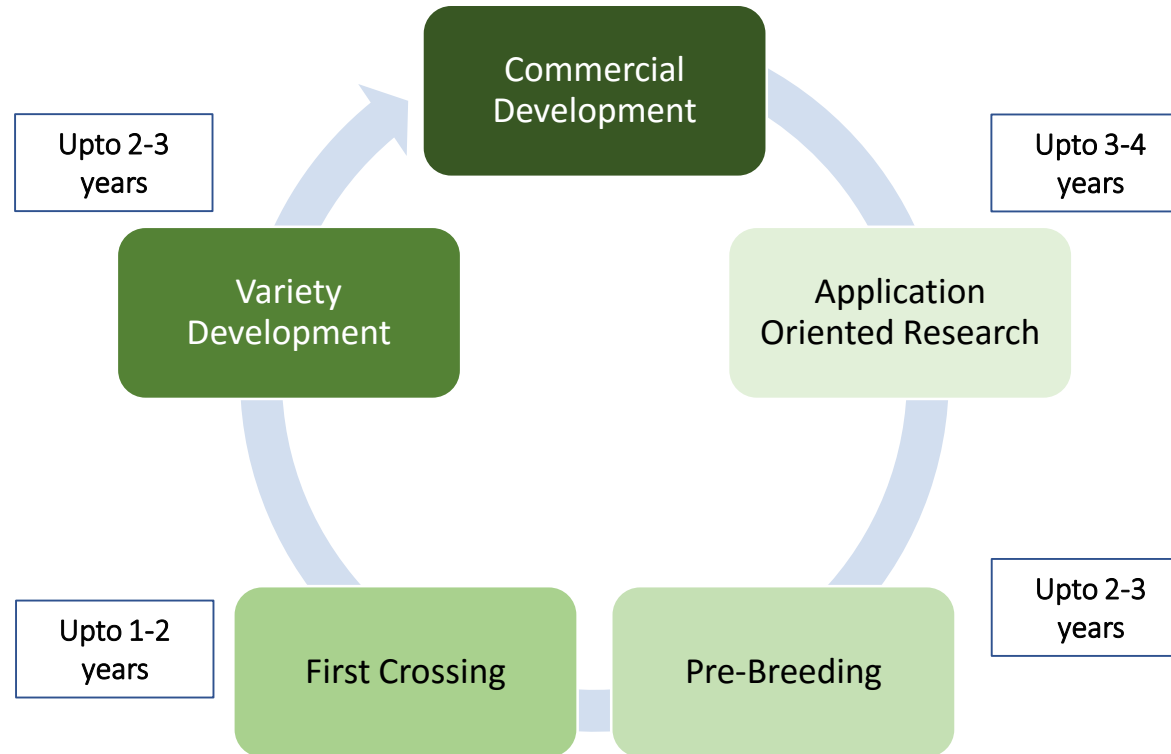 Commercial
Development
Upto 2-3
years
Upto 3-4
years
Variety
Development
Application
Oriented Research
Upto 1-2
years
First Crossing
Pre-Breeding
Upto 2-3
years